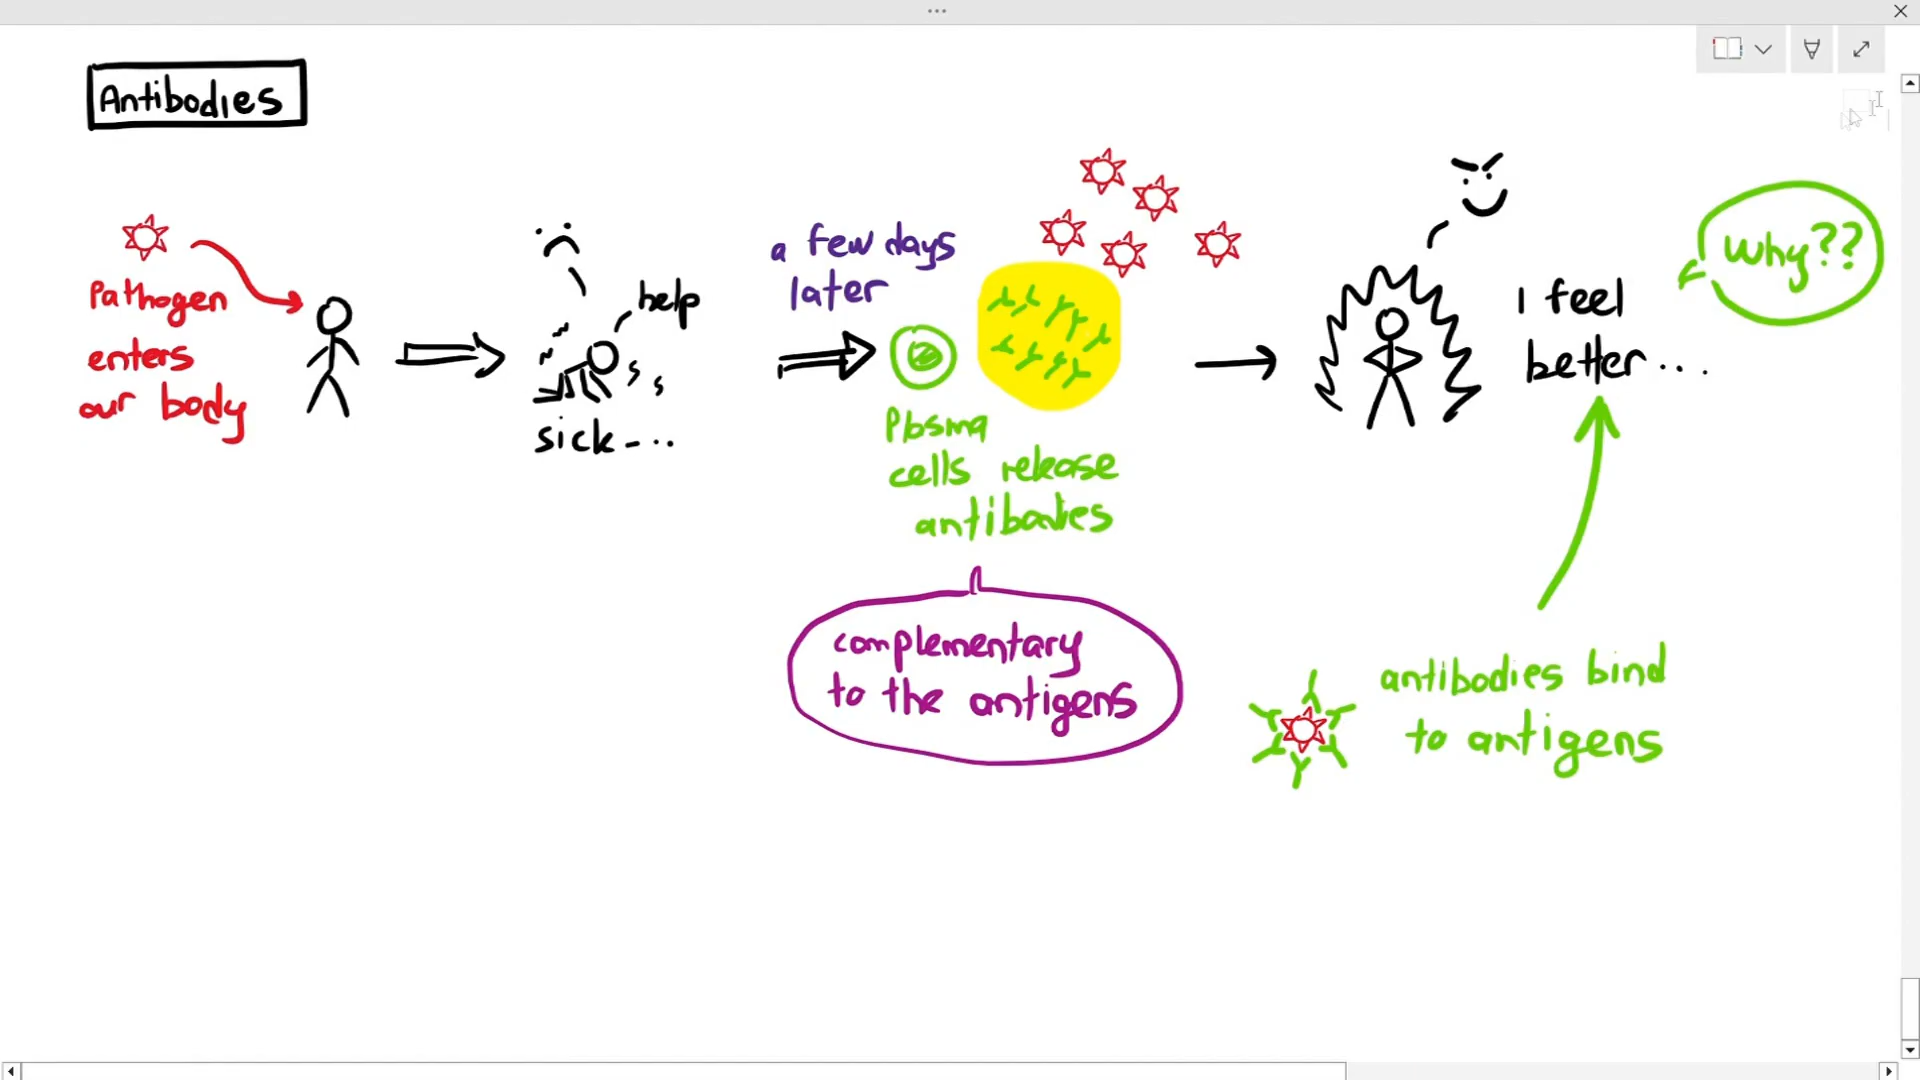 Antibodies
Pathogen
enters
our body
help
sick...
a few days
later
Plasma
cells release
antibodies
complementary
to the antigens
I feel
better...
Why??
antibodies bind
to antigens